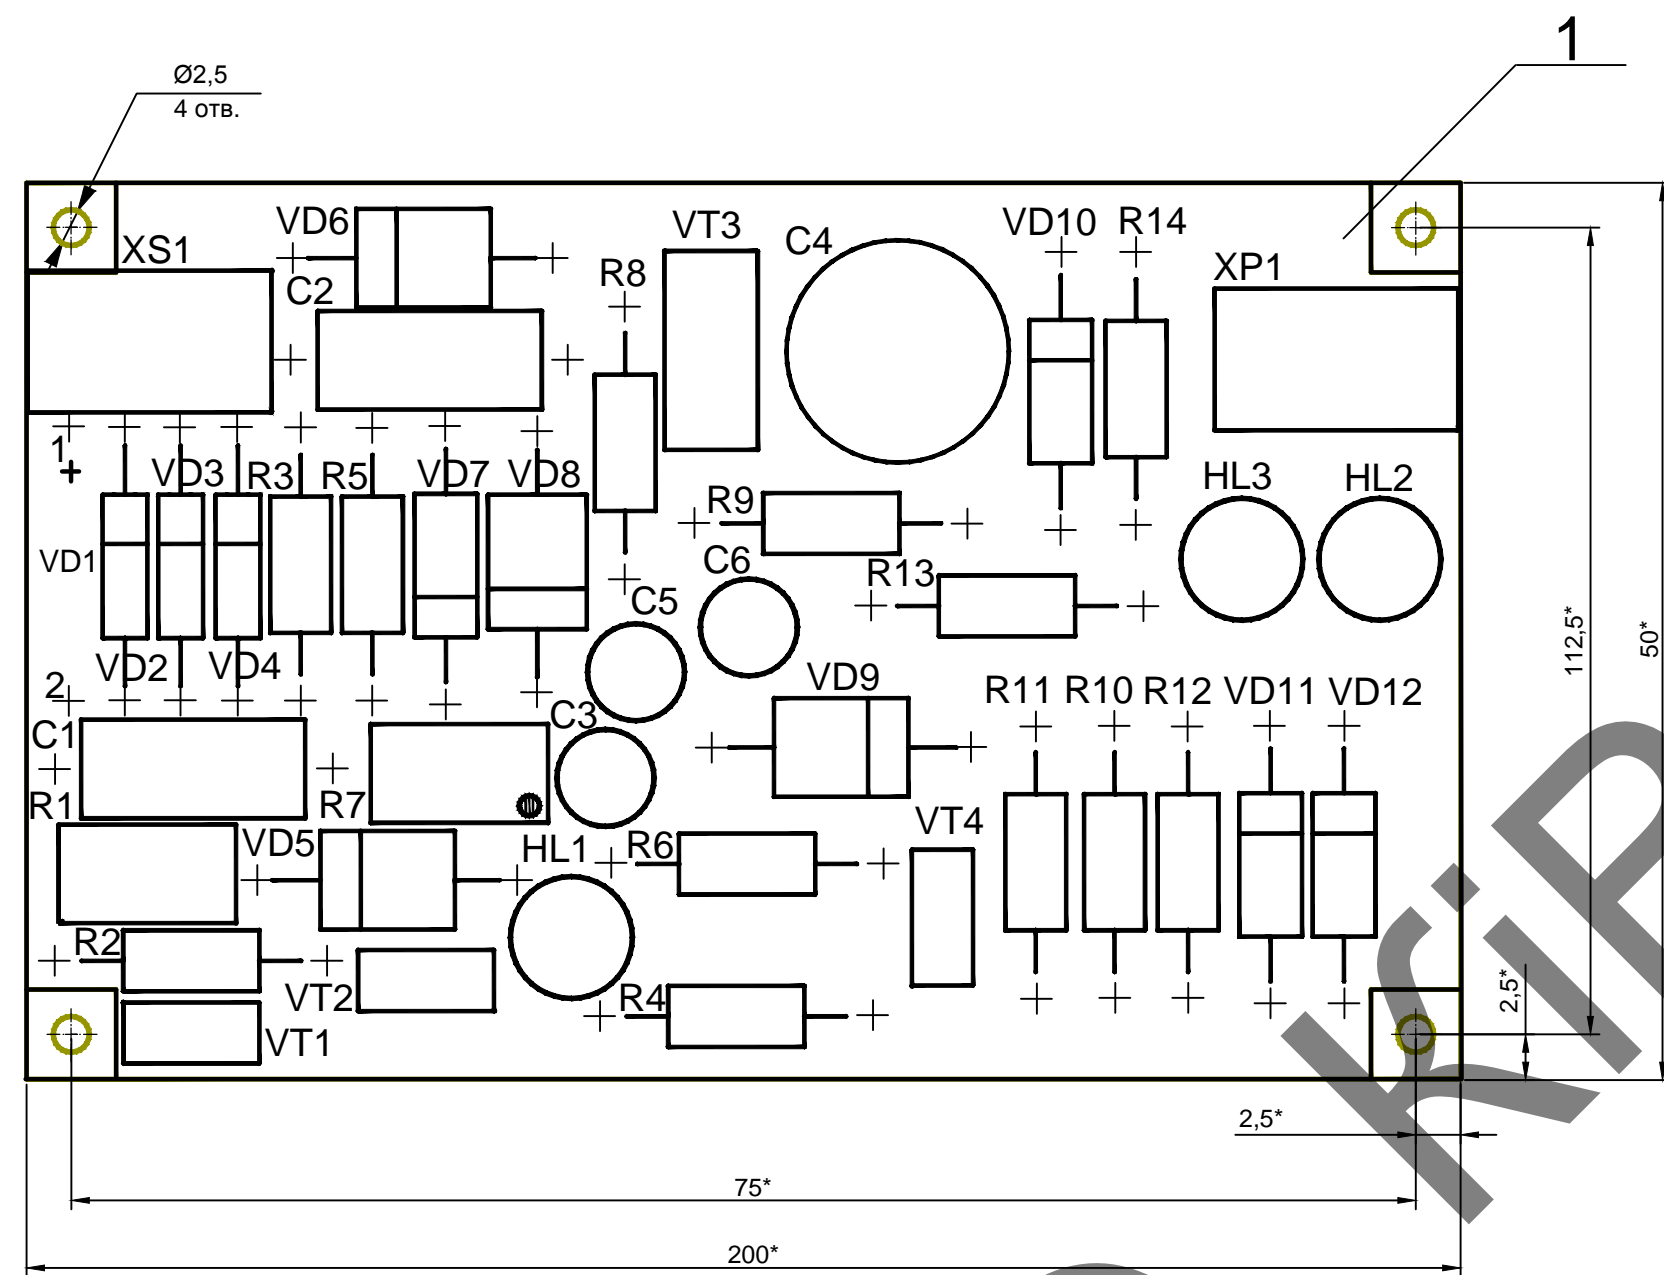 1
Ø2,5
4 отв.
VD6
VT3
C4
VD10
R14
XS1
C2
R8
XP1
1
+
VD3
R3
R5
VD7
VD8
R9
HL3
HL2
VD1
C6
R13
C5
112,5*
50*
VD2
VD4
2
VD9
R11
R10
R12
VD11
VD12
C1
C3
R1
R7
VT4
VD5
HL1
R6
R2
VT2
R4
2,5*
VT1
2,5*
75*
200*